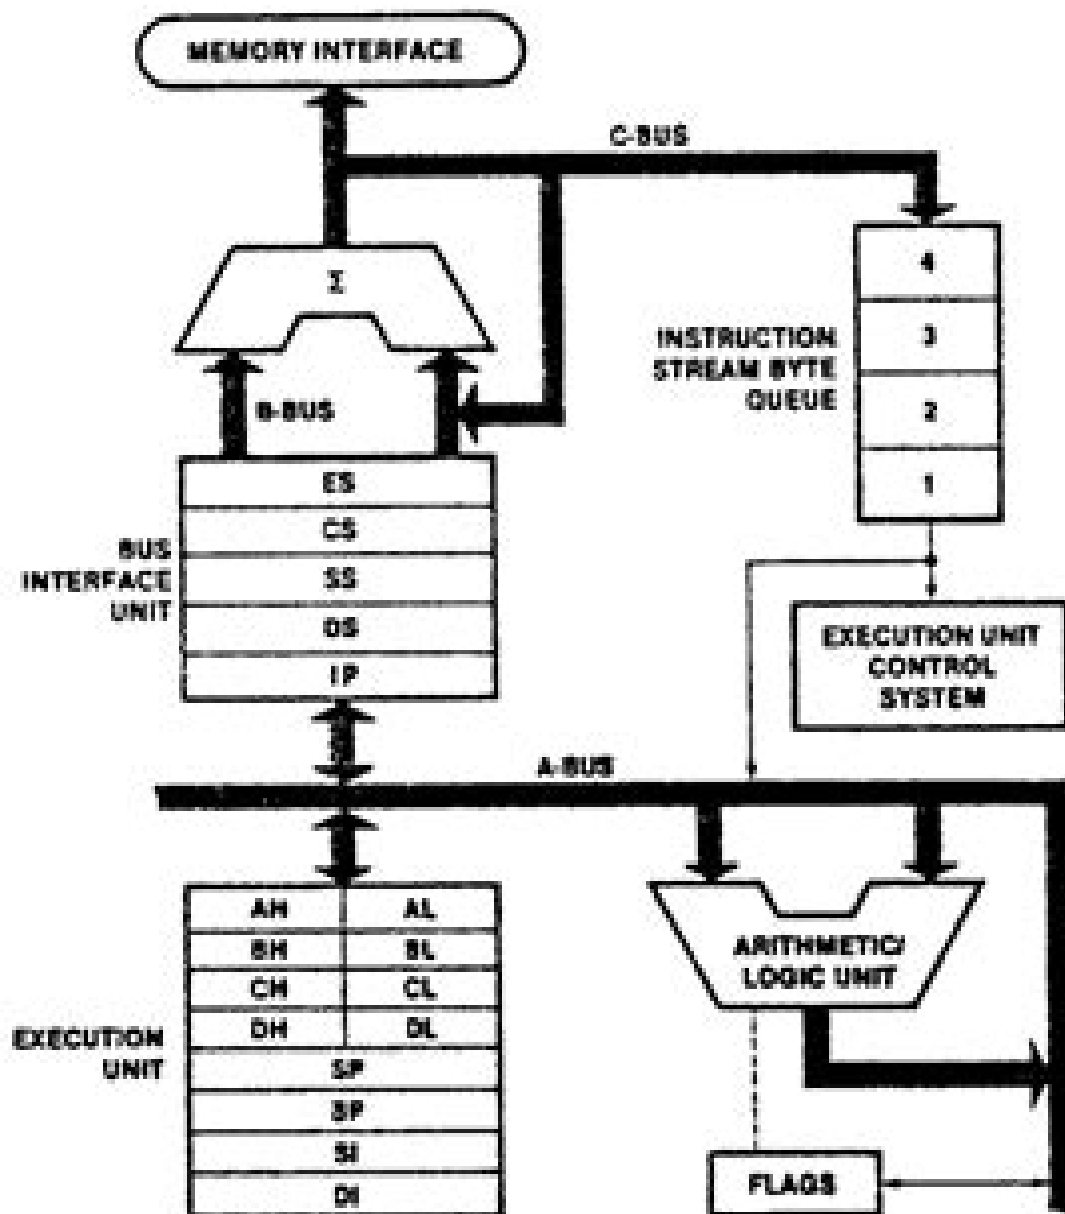 MEMORY INTERFACE
C-BUS
Σ
4
3
2
1
INSTRUCTION
STREAM BYTE
QUEUE
B-BUS
ES
CS
SS
DS
IP
BUS
INTERFACE
UNIT
EXECUTION UNIT
CONTROL
SYSTEM
A-BUS
AH AL
BH BL
CH CL
DH DL
SP
BP
SI
DI
EXECUTION
UNIT
ARITHMETIC/
LOGIC UNIT
FLAGS